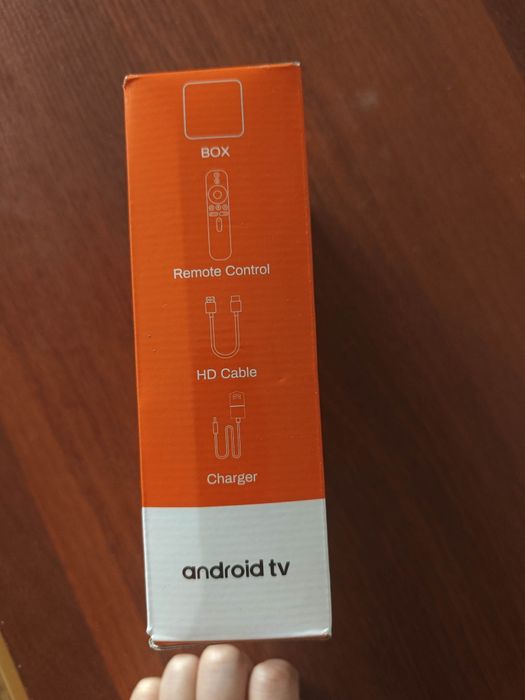 BOX
Remote Control
HD Cable
Charger
android tv